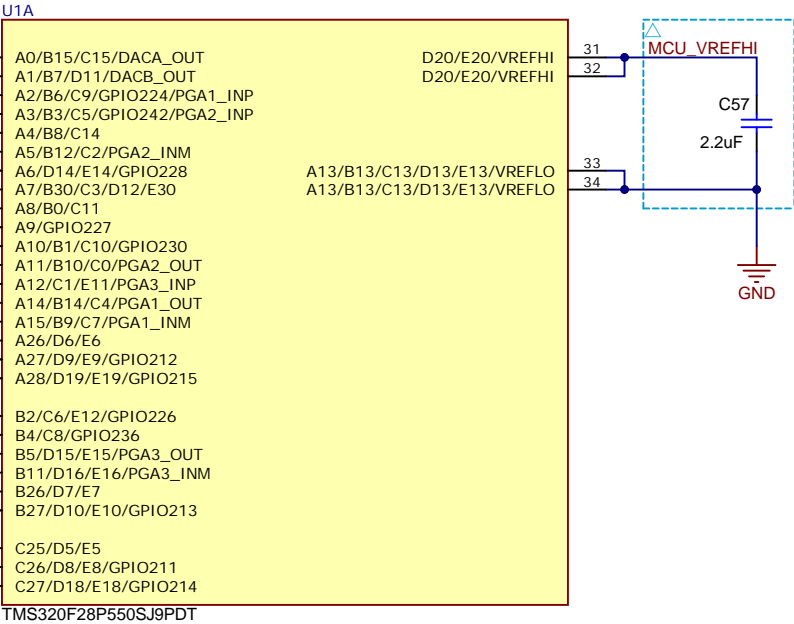 U1A
A0/B15/C15/DACA_OUT
A1/B7/D11/DACB_OUT
A2/B6/C9/GPIO224/PGA1_INP
A3/B3/C5/GPIO242/PGA2_INP
A4/B8/C14
A5/B12/C2/PGA2_INM
A6/D14/E14/GPIO228
A7/B30/C3/D12/E30
A8/B0/C11
A9/GPIO227
A10/B1/C10/GPIO230
A11/B10/C0/PGA2_OUT
A12/C1/E11/PGA3_INP
A14/B14/C4/PGA1_OUT
A15/B9/C7/PGA1_INM
A26/D6/E6
A27/D9/E9/GPIO212
A28/D19/E19/GPIO215
B2/C6/E12/GPIO226
B4/C8/GPIO236
B5/D15/E15/PGA3_OUT
B11/D16/E16/PGA3_INM
B26/D7/E7
B27/D10/E10/GPIO213
C25/D5/E5
C26/D8/E8/GPIO211
C27/D18/E18/GPIO214
D20/E20/VREFHI 31
D20/E20/VREFHI 32
A13/B13/C13/D13/E13/VREFLO 33
A13/B13/C13/D13/E13/VREFLO 34
MCU_VREFHI
C57
2.2uF
GND
TMS320F28P550SJ9PDT